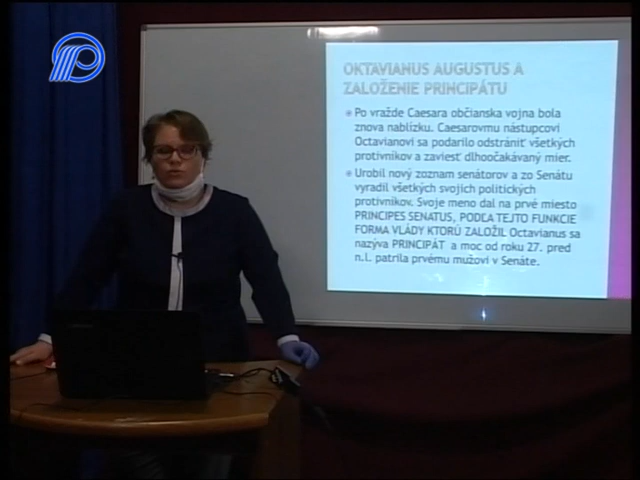 OKTAVIANUS AUGUSTUS A
ZALOŽENIE PRINCIPÁTU
Po vražde Caesara občianska vojna bola
znova nablízku. Caesarovmu nástupcovi
Octavianovi sa podarilo odstrániť všetkých
protivníkov a zaviesť dlhoočakávaný mier.
Urobil nový zoznam senátorov a zo Senátu
vyradil všetkých svojich politických
protivníkov. Svoje meno dal na prvé miesto
PRINCIPES SENATUS, PODĽA TEJTO FUNKCIE
FORMA VLÁDY KTORÚ ZALOŽIL Octavianus sa
nazýva PRINCIPÁT a moc od roku 27. pred
n.l. patrila prvému mužovi v Senáte.